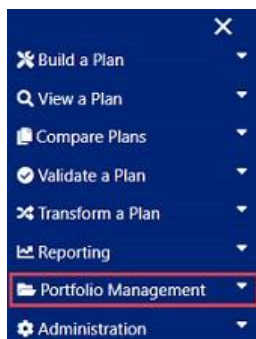 Build a Plan
View a Plan
Compare Plans
Validate a Plan
Transform a Plan
Reporting
Portfolio Management
Administration